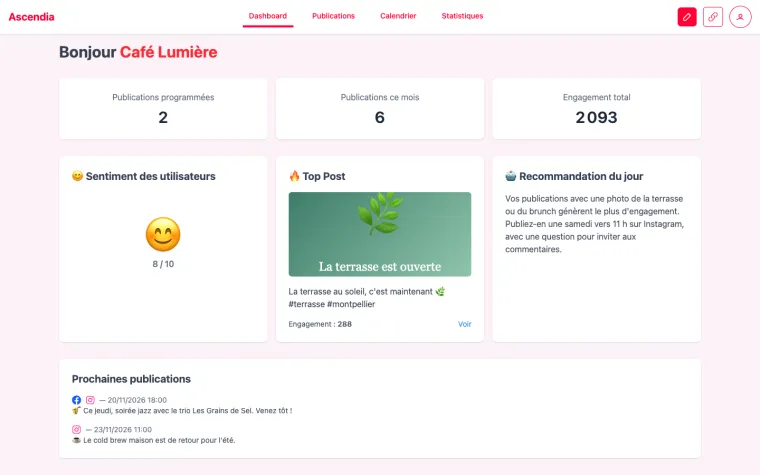 Ascendia
Dashboard Publications Calendrier Statistiques
Bonjour Café Lumière
Publications programmées
2
Publications ce mois
6
Engagement total
2 093
😊 Sentiment des utilisateurs
8 / 10
🔥 Top Post
La terrasse est ouverte
La terrasse au soleil, c'est maintenant 🌿
#terrasse #montpellier
Engagement : 288
Voir
🤖 Recommandation du jour
Vos publications avec une photo de la terrasse
ou du brunch génèrent le plus d'engagement.
Publiez-en une samedi vers 11 h sur Instagram,
avec une question pour inviter aux
commentaires.
Prochaines publications
— 20/11/2026 18:00
🎷 Ce jeudi, soirée jazz avec le trio Les Grains de Sel. Venez tôt !
— 23/11/2026 11:00
☕ Le cold brew maison est de retour pour l'été.